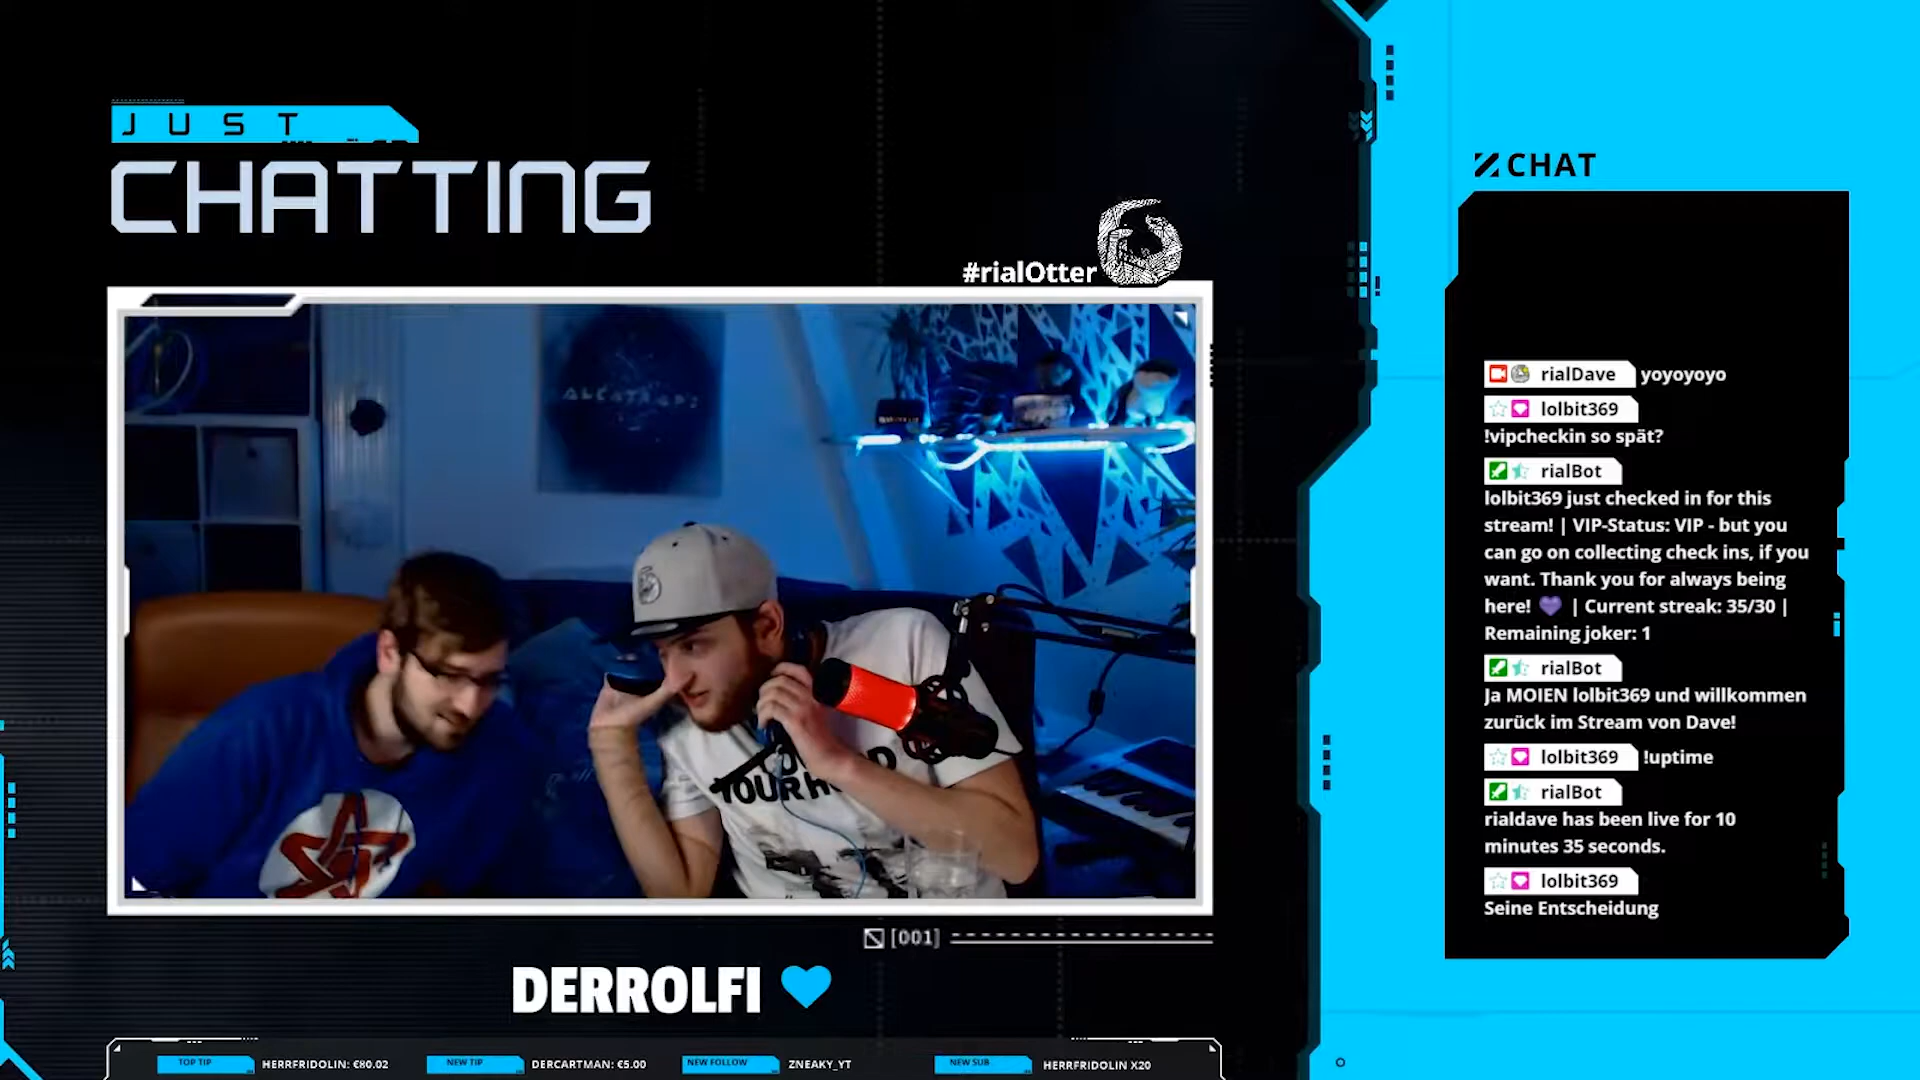 JUST
CHATTING
#rialOtter
CHAT
rialDave yoyoyoyo
lolbit369
!vipcheckin so spät?
rialBot
lolbit369 just checked in for this
stream! | VIP-Status: VIP - but you
can go on collecting check ins, if you
want. Thank you for always being
here! 💜 | Current streak: 35/30 |
Remaining joker: 1
rialBot
Ja MOIEN lolbit369 und willkommen
zurück im Stream von Dave!
lolbit369 !uptime
rialBot
rialdave has been live for 10
minutes 35 seconds.
lolbit369
Seine Entscheidung
YOUR
[001]
DERROLFI
TOP TIP HERRFRIDOLIN: €80.02 NEW TIP DERCARTMAN: €5.00 NEW FOLLOW ZNEAKY_YT NEW SUB HERRFRIDOLIN X20